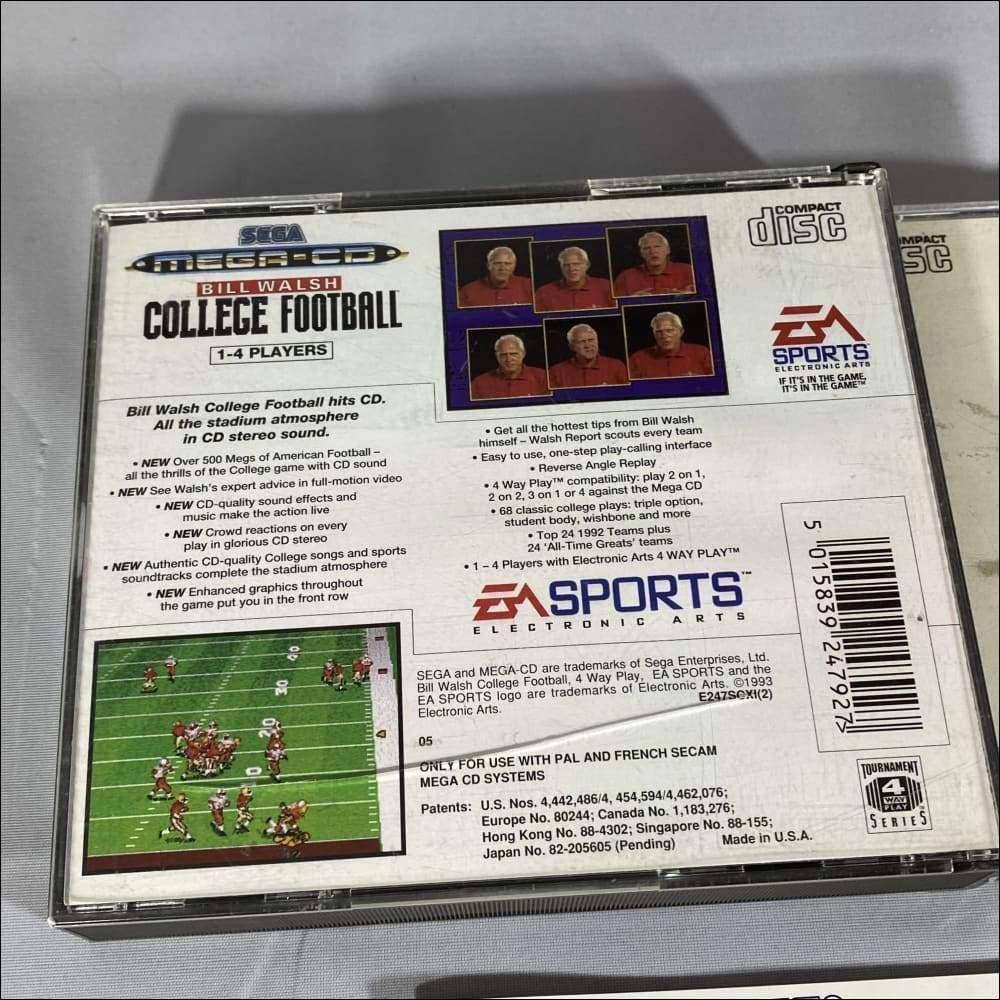 SEGA
MEGA-CD
BILL WALSH
COLLEGE FOOTBALL
1-4 PLAYERS
Bill Walsh College Football hits CD.
All the stadium atmosphere
in CD stereo sound.
• NEW Over 500 Megs of American Football –
all the thrills of the College game with CD sound
• NEW See Walsh's expert advice in full-motion video
• NEW CD-quality sound effects and
music make the action live
• NEW Crowd reactions on every
play in glorious CD stereo
• NEW Authentic CD-quality College songs and sports
soundtracks complete the stadium atmosphere
• NEW Enhanced graphics throughout
the game put you in the front row
COMPACT
disc
EA
SPORTS
ELECTRONIC ARTS
IF IT'S IN THE GAME,
IT'S IN THE GAME™
• Get all the hottest tips from Bill Walsh
himself – Walsh Report scouts every team
• Easy to use, one-step play-calling interface
• Reverse Angle Replay
• 4 Way Play™ compatibility: play 2 on 1,
2 on 2, 3 on 1 or 4 against the Mega CD
• 68 classic college plays: triple option,
student body, wishbone and more
• Top 24 1992 Teams plus
24 'All-Time Greats' teams
• 1 – 4 Players with Electronic Arts 4 WAY PLAY™
EA SPORTS™
ELECTRONIC ARTS
40
30
20
SEGA and MEGA-CD are trademarks of Sega Enterprises, Ltd.
Bill Walsh College Football, 4 Way Play, EA SPORTS and the
EA SPORTS logo are trademarks of Electronic Arts. ©1993
Electronic Arts.
E247SCXI(2)
05
ONLY FOR USE WITH PAL AND FRENCH SECAM
MEGA CD SYSTEMS
Patents: U.S. Nos. 4,442,486/4, 454,594/4,462,076;
Europe No. 80244; Canada No. 1,183,276;
Hong Kong No. 88-4302; Singapore No. 88-155;
Japan No. 82-205605 (Pending)
Made in U.S.A.
5 015839 247927
TOURNAMENT
4
WAY
PLAY
SERIES